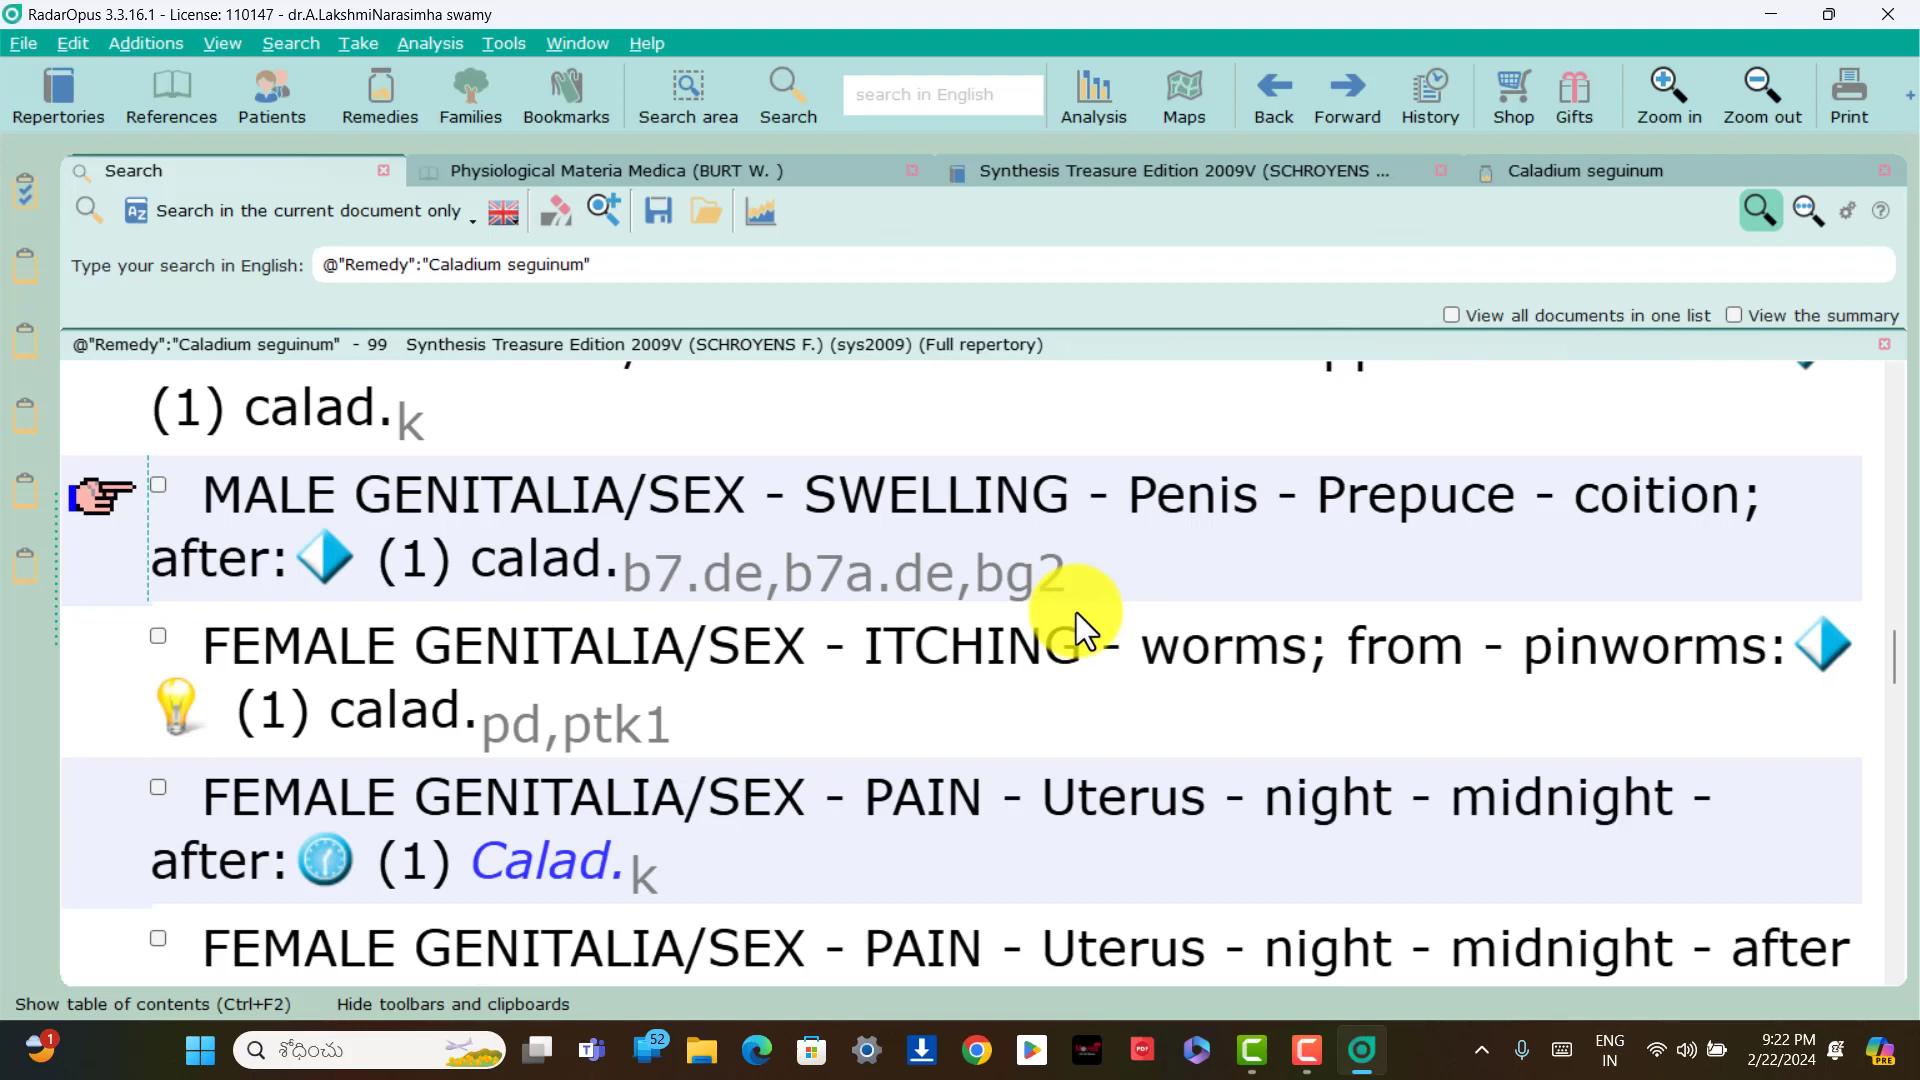 RadarOpus 3.3.16.1 - License: 110147 - dr.A.LakshmiNarasimha swamy
File Edit Additions View Search Take Analysis Tools Window Help
Repertories References Patients Remedies Families Bookmarks Search area Search search in English Analysis Maps Back Forward History Shop Gifts Zoom in Zoom out Print
Search Physiological Materia Medica (BURT W. ) Synthesis Treasure Edition 2009V (SCHROYENS ... Caladium seguinum
AZ Search in the current document only
Type your search in English: @"Remedy":"Caladium seguinum"
View all documents in one list View the summary
@"Remedy":"Caladium seguinum" - 99 Synthesis Treasure Edition 2009V (SCHROYENS F.) (sys2009) (Full repertory)
(1) calad.k
MALE GENITALIA/SEX - SWELLING - Penis - Prepuce - coition;
after: (1) calad.b7.de,b7a.de,bg2
FEMALE GENITALIA/SEX - ITCHING - worms; from - pinworms:
(1) calad.pd,ptk1
FEMALE GENITALIA/SEX - PAIN - Uterus - night - midnight -
after: (1) Calad.k
FEMALE GENITALIA/SEX - PAIN - Uterus - night - midnight - after
Show table of contents (Ctrl+F2) Hide toolbars and clipboards
1 శోధించు 52 PDF ENG 9:22 PM PRE
IN 2/22/2024